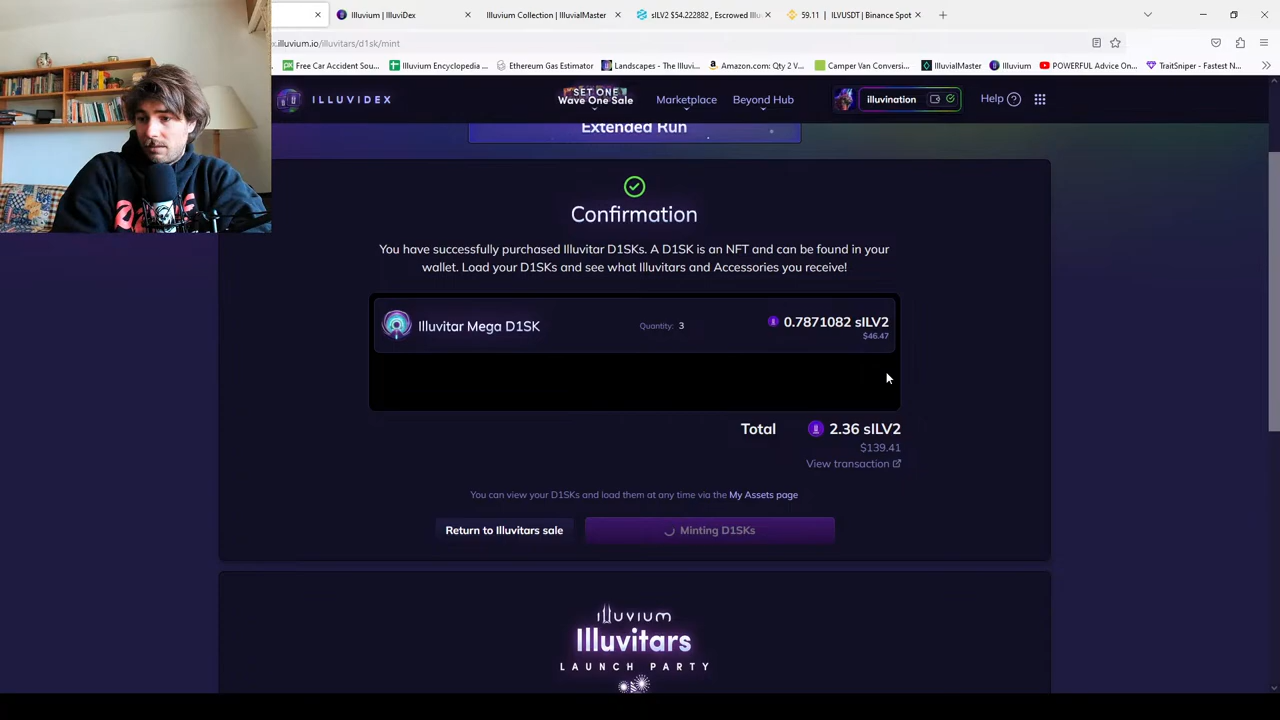 Illuvium | IlluviDex
Illuvium Collection | IlluvialMaster
sILV2 $54.222882 , Escrowed Illu
59.11 | ILVUSDT | Binance Spot
x.illuvium.io/illuvitars/d1sk/mint
Free Car Accident Sou...
Illuvium Encyclopedia ...
Ethereum Gas Estimator
Landscapes - The Illuvi...
Amazon.com: Qty 2 V...
Camper Van Conversi...
IlluvialMaster
Illuvium
POWERFUL Advice On...
TraitSniper - Fastest N...
ILLUVIDEX
SET ONE
Wave One Sale
Marketplace
Beyond Hub
illuvination
Help
Extended Run
Confirmation
You have successfully purchased Illuvitar D1SKs. A D1SK is an NFT and can be found in your
wallet. Load your D1SKs and see what Illuvitars and Accessories you receive!
Illuvitar Mega D1SK
Quantity: 3
0.7871082 sILV2
$46.47
Total
2.36 sILV2
$139.41
View transaction
You can view your D1SKs and load them at any time via the My Assets page
Return to Illuvitars sale
Minting D1SKs
illuvium
Illuvitars
LAUNCH PARTY